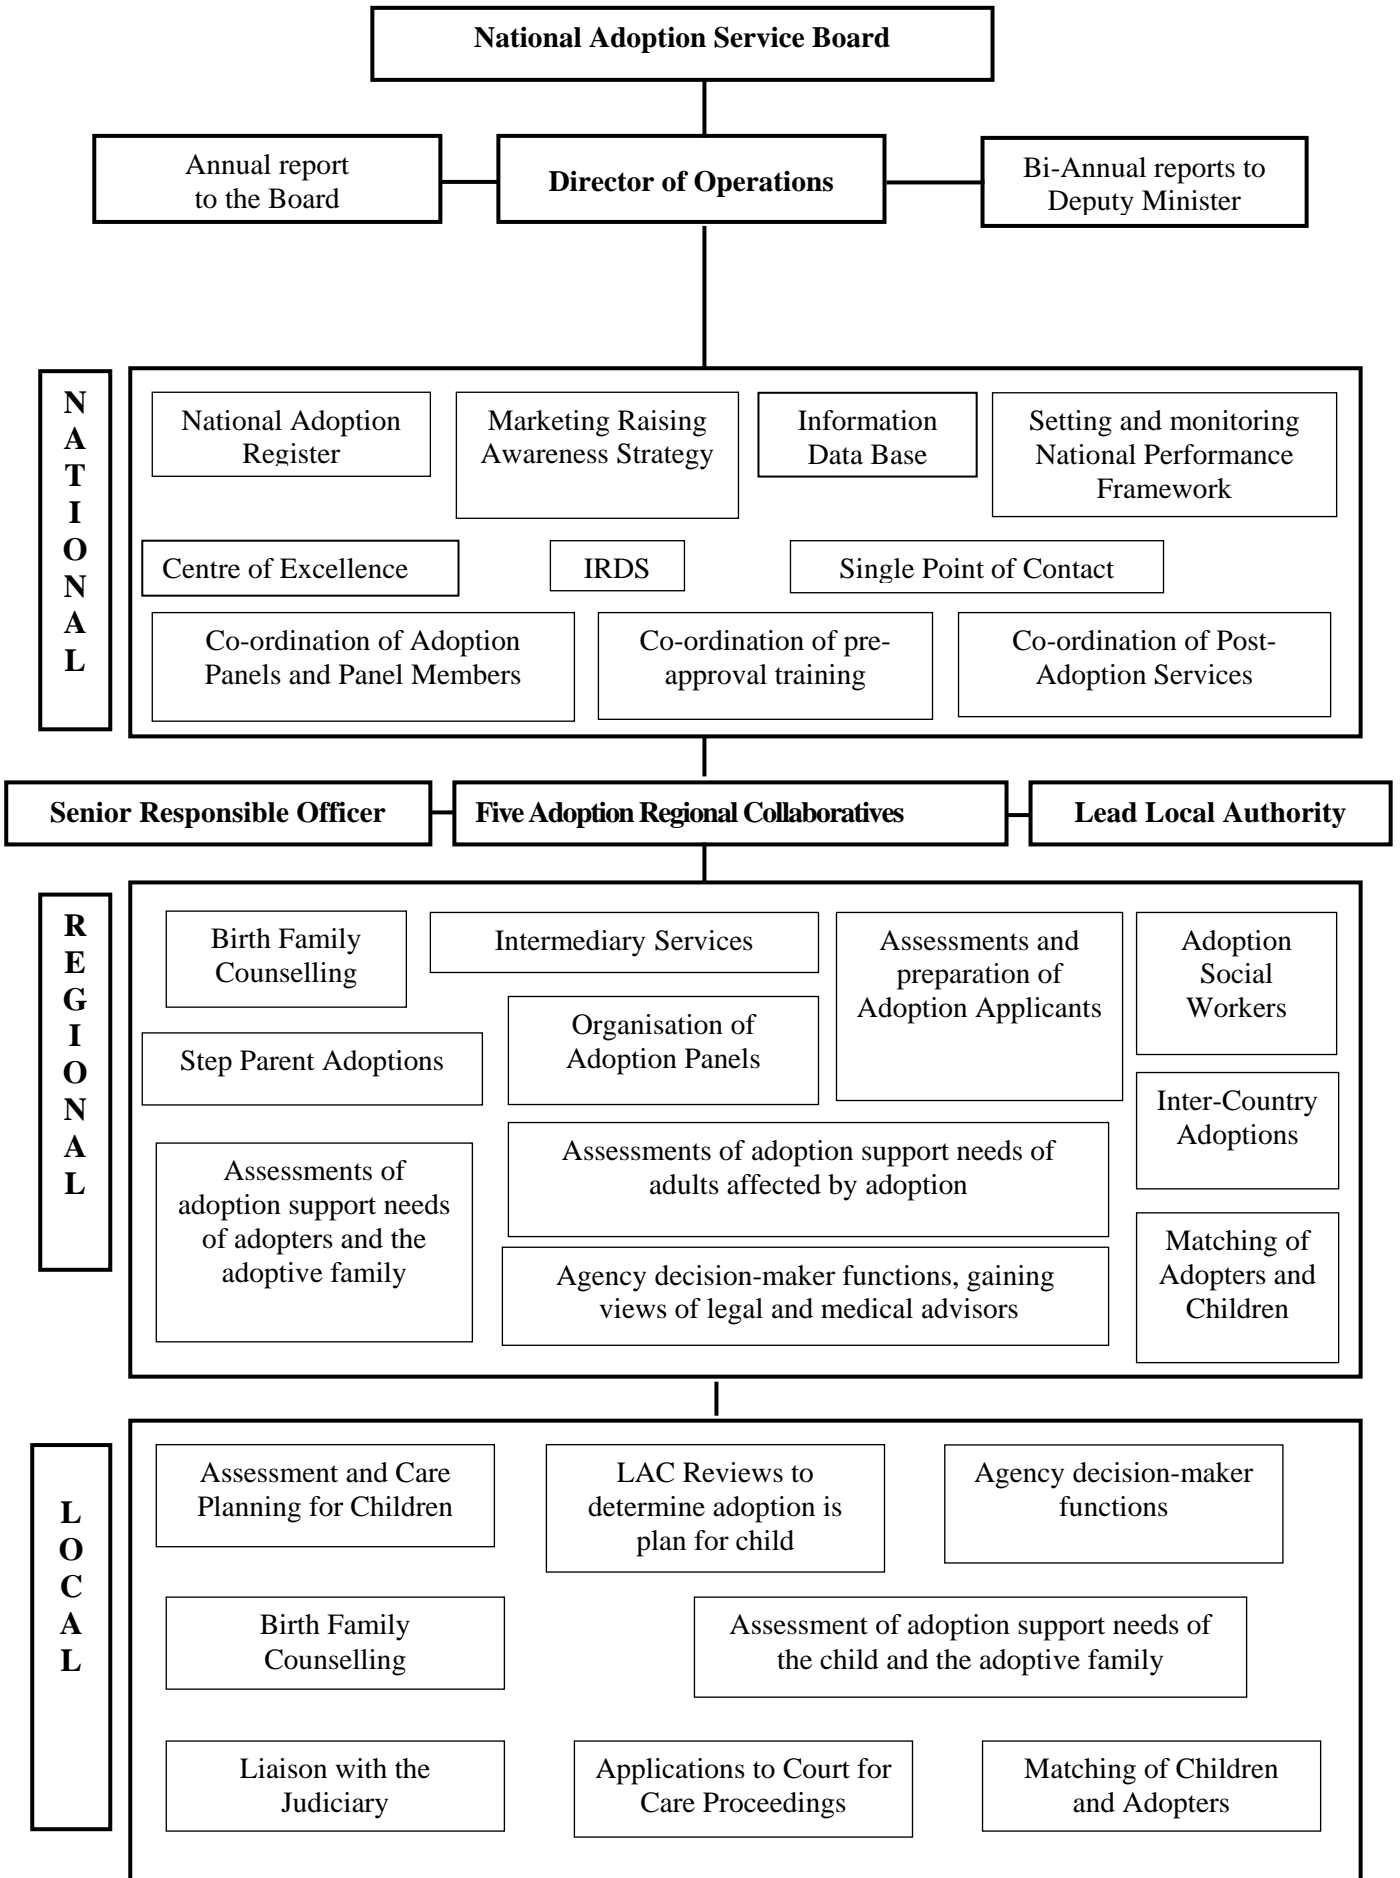 National Adoption Service Board
Annual report
to the Board
Director of Operations
Bi-Annual reports to
Deputy Minister
N
A
T
I
O
N
A
L
National Adoption
Register
Marketing Raising
Awareness Strategy
Information
Data Base
Setting and monitoring
National Performance
Framework
Centre of Excellence
IRDS
Single Point of Contact
Co-ordination of Adoption
Panels and Panel Members
Co-ordination of pre-
approval training
Co-ordination of Post-
Adoption Services
Senior Responsible Officer
Five Adoption Regional Collaboratives
Lead Local Authority
R
E
G
I
O
N
A
L
Birth Family
Counselling
Intermediary Services
Assessments and
preparation of
Adoption Applicants
Adoption
Social
Workers
Step Parent Adoptions
Organisation of
Adoption Panels
Inter-Country
Adoptions
Assessments of
adoption support needs
of adopters and the
adoptive family
Assessments of adoption support needs of
adults affected by adoption
Agency decision-maker functions, gaining
views of legal and medical advisors
Matching of
Adopters and
Children
L
O
C
A
L
Assessment and Care
Planning for Children
LAC Reviews to
determine adoption is
plan for child
Agency decision-maker
functions
Birth Family
Counselling
Assessment of adoption support needs of
the child and the adoptive family
Liaison with the
Judiciary
Applications to Court for
Care Proceedings
Matching of Children
and Adopters